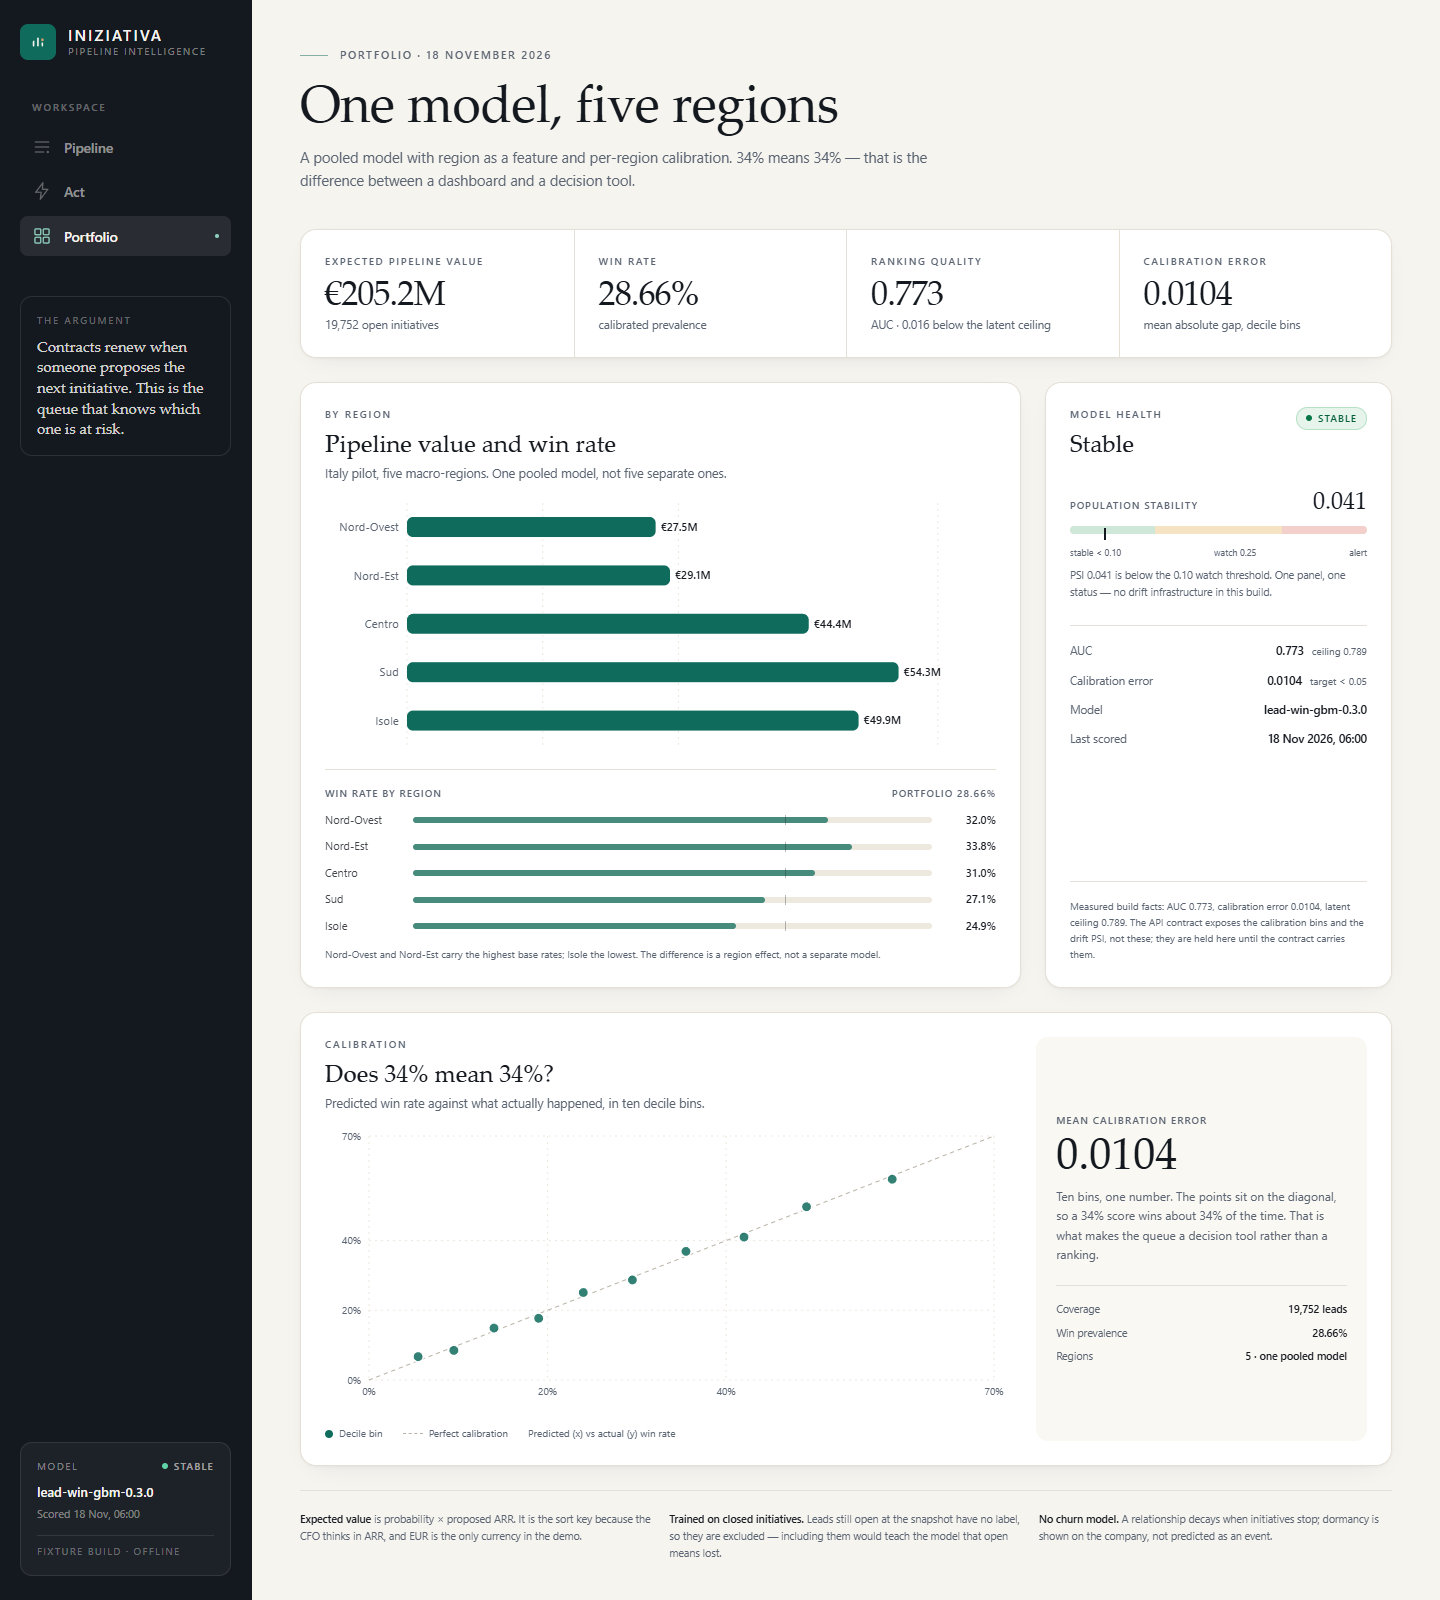 INIZIATIVA
PIPELINE INTELLIGENCE
WORKSPACE
Pipeline
Act
Portfolio
THE ARGUMENT
Contracts renew when
someone proposes the
next initiative. This is the
queue that knows which
one is at risk.
MODEL
STABLE
lead-win-gbm-0.3.0
Scored 18 Nov, 06:00
FIXTURE BUILD · OFFLINE
PORTFOLIO · 18 NOVEMBER 2026
One model, five regions
A pooled model with region as a feature and per-region calibration. 34% means 34% — that is the
difference between a dashboard and a decision tool.
EXPECTED PIPELINE VALUE
€205.2M
19,752 open initiatives
WIN RATE
28.66%
calibrated prevalence
RANKING QUALITY
0.773
AUC · 0.016 below the latent ceiling
CALIBRATION ERROR
0.0104
mean absolute gap, decile bins
BY REGION
Pipeline value and win rate
Italy pilot, five macro-regions. One pooled model, not five separate ones.
Nord-Ovest €27.5M
Nord-Est €29.1M
Centro €44.4M
Sud €54.3M
Isole €49.9M
WIN RATE BY REGION PORTFOLIO 28.66%
Nord-Ovest 32.0%
Nord-Est 33.8%
Centro 31.0%
Sud 27.1%
Isole 24.9%
Nord-Ovest and Nord-Est carry the highest base rates; Isole the lowest. The difference is a region effect, not a separate model.
MODEL HEALTH
STABLE
Stable
POPULATION STABILITY 0.041
stable < 0.10 watch 0.25 alert
PSI 0.041 is below the 0.10 watch threshold. One panel, one
status — no drift infrastructure in this build.
AUC 0.773 ceiling 0.789
Calibration error 0.0104 target < 0.05
Model lead-win-gbm-0.3.0
Last scored 18 Nov 2026, 06:00
Measured build facts: AUC 0.773, calibration error 0.0104, latent
ceiling 0.789. The API contract exposes the calibration bins and the
drift PSI, not these; they are held here until the contract carries
them.
CALIBRATION
Does 34% mean 34%?
Predicted win rate against what actually happened, in ten decile bins.
70%
40%
20%
0%
0% 20% 40% 70%
Decile bin Perfect calibration Predicted (x) vs actual (y) win rate
MEAN CALIBRATION ERROR
0.0104
Ten bins, one number. The points sit on the diagonal,
so a 34% score wins about 34% of the time. That is
what makes the queue a decision tool rather than a
ranking.
Coverage 19,752 leads
Win prevalence 28.66%
Regions 5 · one pooled model
Expected value is probability × proposed ARR. It is the sort key because the
CFO thinks in ARR, and EUR is the only currency in the demo.
Trained on closed initiatives. Leads still open at the snapshot have no label,
so they are excluded — including them would teach the model that open
means lost.
No churn model. A relationship decays when initiatives stop; dormancy is
shown on the company, not predicted as an event.